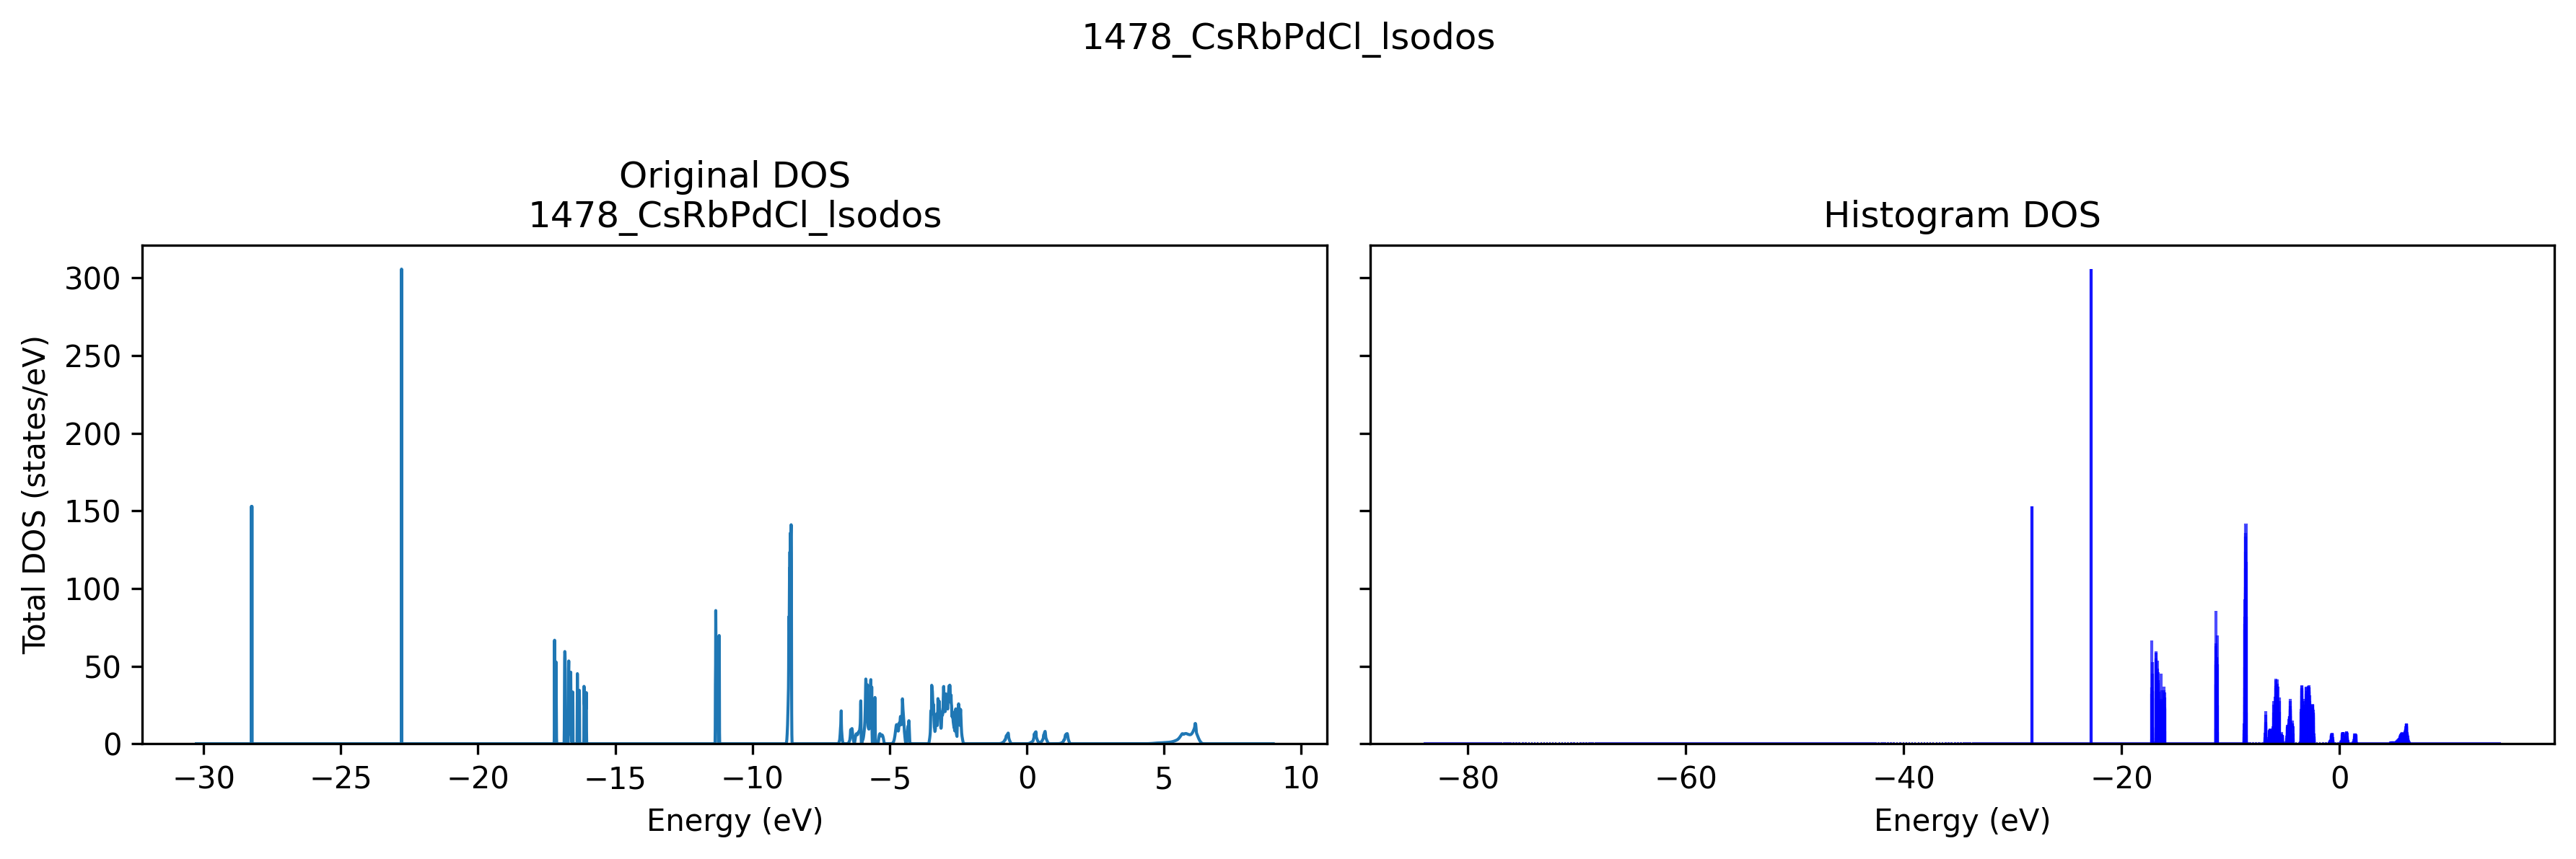 1478_CsRbPdCl_lsodos
Original DOS
1478_CsRbPdCl_lsodos
Histogram DOS
Total DOS (states/eV)
300
250
200
150
100
50
0
−30 −25 −20 −15 −10 −5 0 5 10
−80 −60 −40 −20 0
Energy (eV)
Energy (eV)